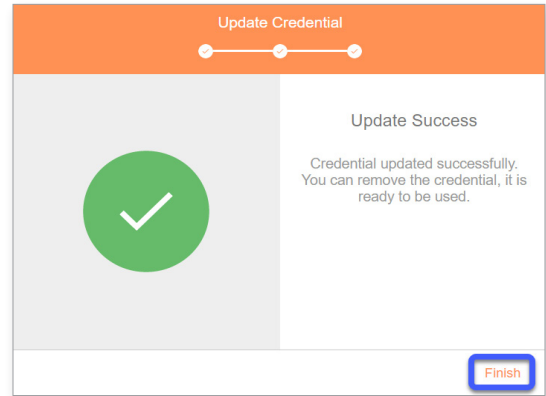 Update Credential
Update Success
Credential updated successfully.
You can remove the credential, it is
ready to be used.
Finish